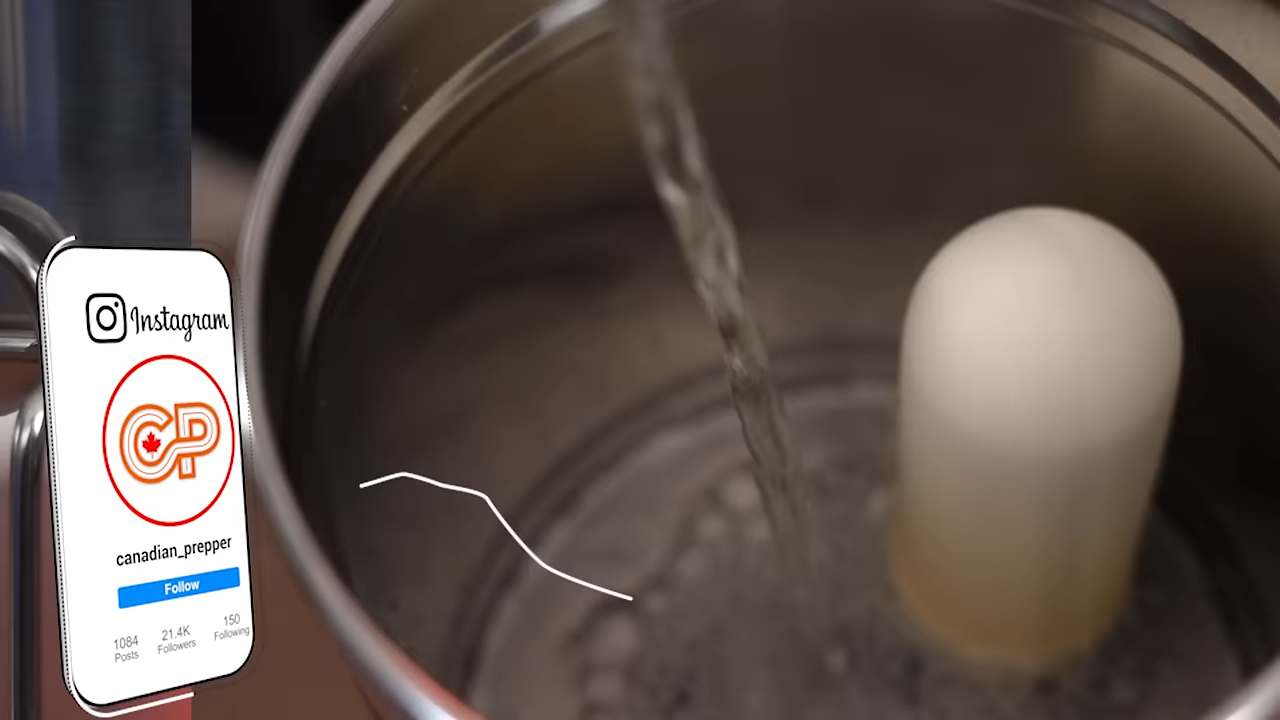 Instagram
CP
canadian_prepper
Follow
1084 21.4K 150
Posts Followers Following